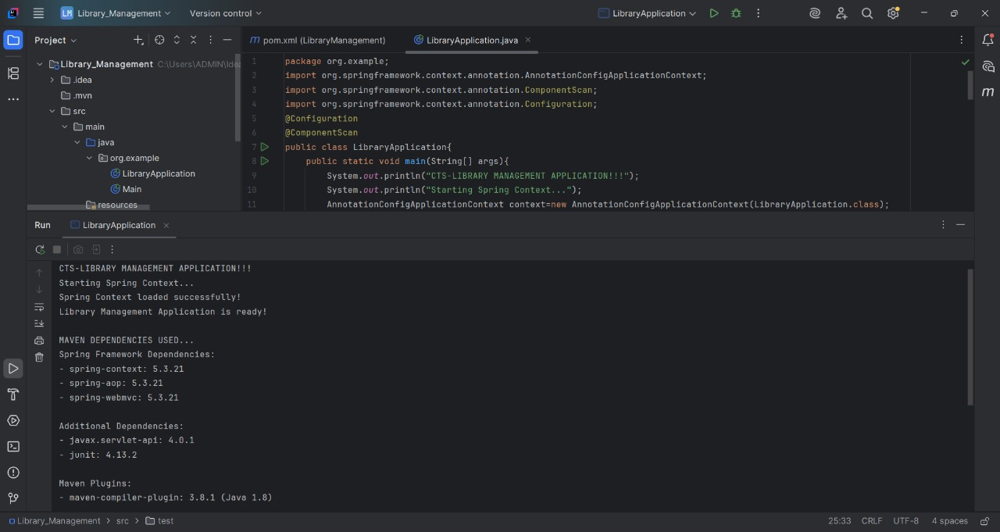 LM Library_Management
Version control
LibraryApplication
Project
pom.xml (LibraryManagement)
LibraryApplication.java
Library_Management C:\Users\ADMIN\Ide
.idea
.mvn
src
main
java
org.example
LibraryApplication
Main
resources
1 package org.example;
2 import org.springframework.context.annotation.AnnotationConfigApplicationContext;
3 import org.springframework.context.annotation.ComponentScan;
4 import org.springframework.context.annotation.Configuration;
5 @Configuration
6 @ComponentScan
7 public class LibraryApplication{
8 public static void main(String[] args){
9 System.out.println("CTS-LIBRARY MANAGEMENT APPLICATION!!!");
10 System.out.println("Starting Spring Context...");
11 AnnotationConfigApplicationContext context=new AnnotationConfigApplicationContext(LibraryApplication.class);
Run LibraryApplication
CTS-LIBRARY MANAGEMENT APPLICATION!!!
Starting Spring Context...
Spring Context loaded successfully!
Library Management Application is ready!
MAVEN DEPENDENCIES USED...
Spring Framework Dependencies:
- spring-context: 5.3.21
- spring-aop: 5.3.21
- spring-webmvc: 5.3.21
Additional Dependencies:
- javax.servlet-api: 4.0.1
- junit: 4.13.2
Maven Plugins:
- maven-compiler-plugin: 3.8.1 (Java 1.8)
Library_Management > src > test
25:33 CRLF UTF-8 4 spaces